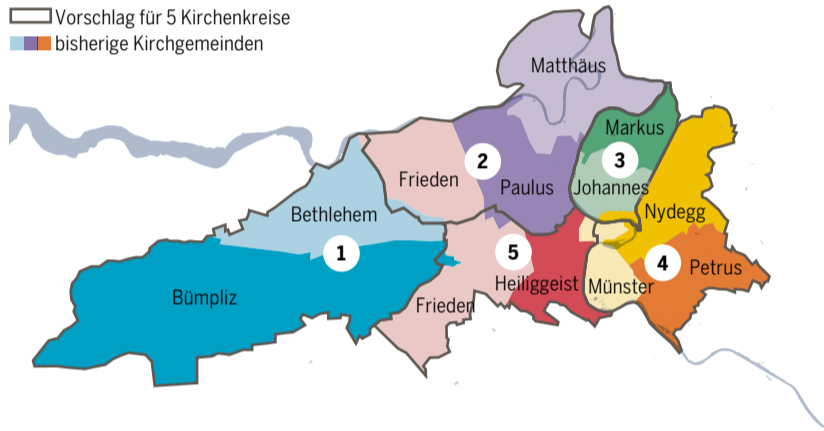 Vorschlag für 5 Kirchenkreise
bisherige Kirchgemeinden
Matthäus
Markus
2
3
Frieden
Paulus
Johannes
Bethlehem
Nydegg
1
5
4
Petrus
Heiliggeist
Münster
Bümpliz
Frieden